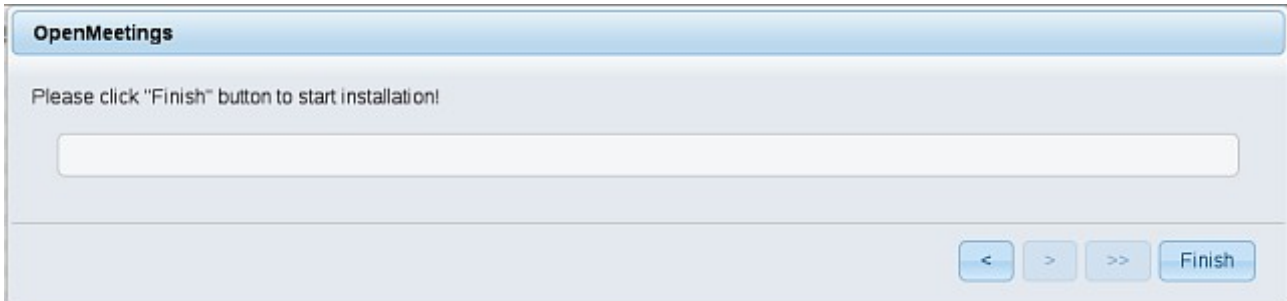 OpenMeetings
Please click "Finish" button to start installation!
< > >> Finish